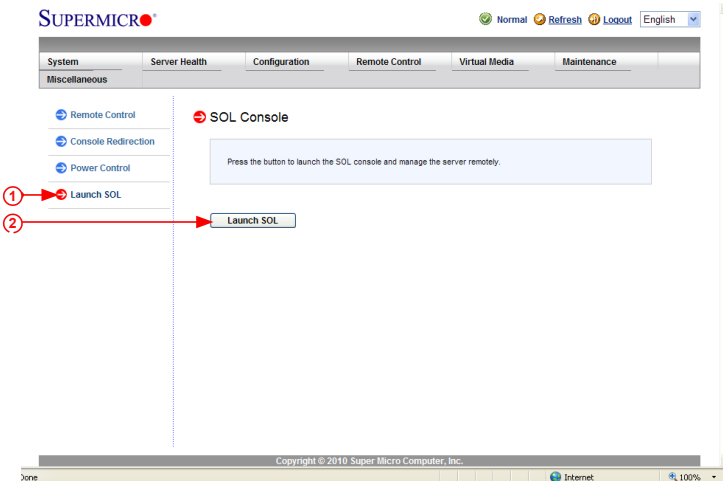 SUPERMICR
Normal Refresh Logout English
System Server Health Configuration Remote Control Virtual Media Maintenance
Miscellaneous
Remote Control
SOL Console
Console Redirection
Press the button to launch the SOL console and manage the server remotely.
Power Control
1 Launch SOL
2 Launch SOL
Copyright © 2010 Super Micro Computer, Inc.
Done Internet 100%